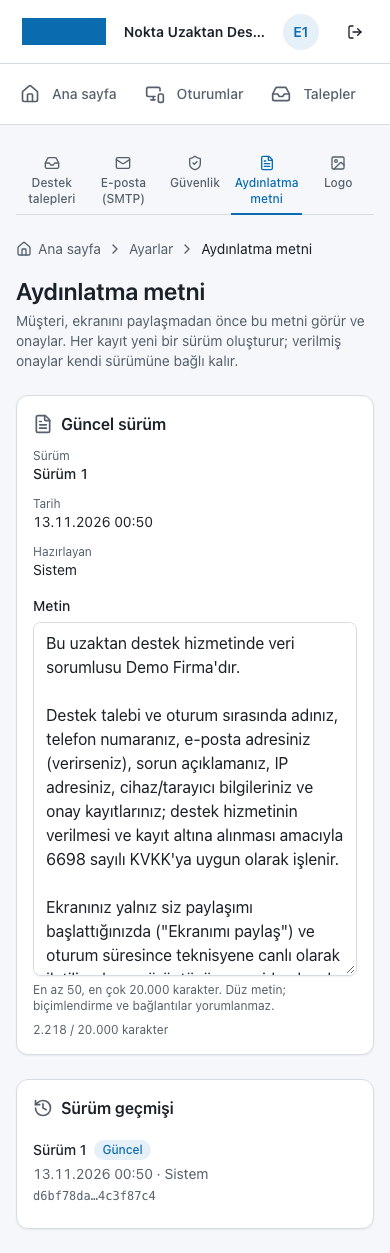 Nokta Uzaktan Des...
E1
Ana sayfa
Oturumlar
Talepler
Destek
talepleri
E-posta
(SMTP)
Güvenlik
Aydınlatma
metni
Logo
Ana sayfa > Ayarlar > Aydınlatma metni
Aydınlatma metni
Müşteri, ekranını paylaşmadan önce bu metni görür ve
onaylar. Her kayıt yeni bir sürüm oluşturur; verilmiş
onaylar kendi sürümüne bağlı kalır.
Güncel sürüm
Sürüm
Sürüm 1
Tarih
13.11.2026 00:50
Hazırlayan
Sistem
Metin
Bu uzaktan destek hizmetinde veri
sorumlusu Demo Firma'dır.
Destek talebi ve oturum sırasında adınız,
telefon numaranız, e-posta adresiniz
(verirseniz), sorun açıklamanız, IP
adresiniz, cihaz/tarayıcı bilgileriniz ve
onay kayıtlarınız; destek hizmetinin
verilmesi ve kayıt altına alınması amacıyla
6698 sayılı KVKK'ya uygun olarak işlenir.
Ekranınız yalnız siz paylaşımı
başlattığınızda ("Ekranımı paylaş") ve
oturum süresince teknisyene canlı olarak
En az 50, en çok 20.000 karakter. Düz metin;
biçimlendirme ve bağlantılar yorumlanmaz.
2.218 / 20.000 karakter
Sürüm geçmişi
Sürüm 1 Güncel
13.11.2026 00:50 · Sistem
d6bf78da…4c3f87c4